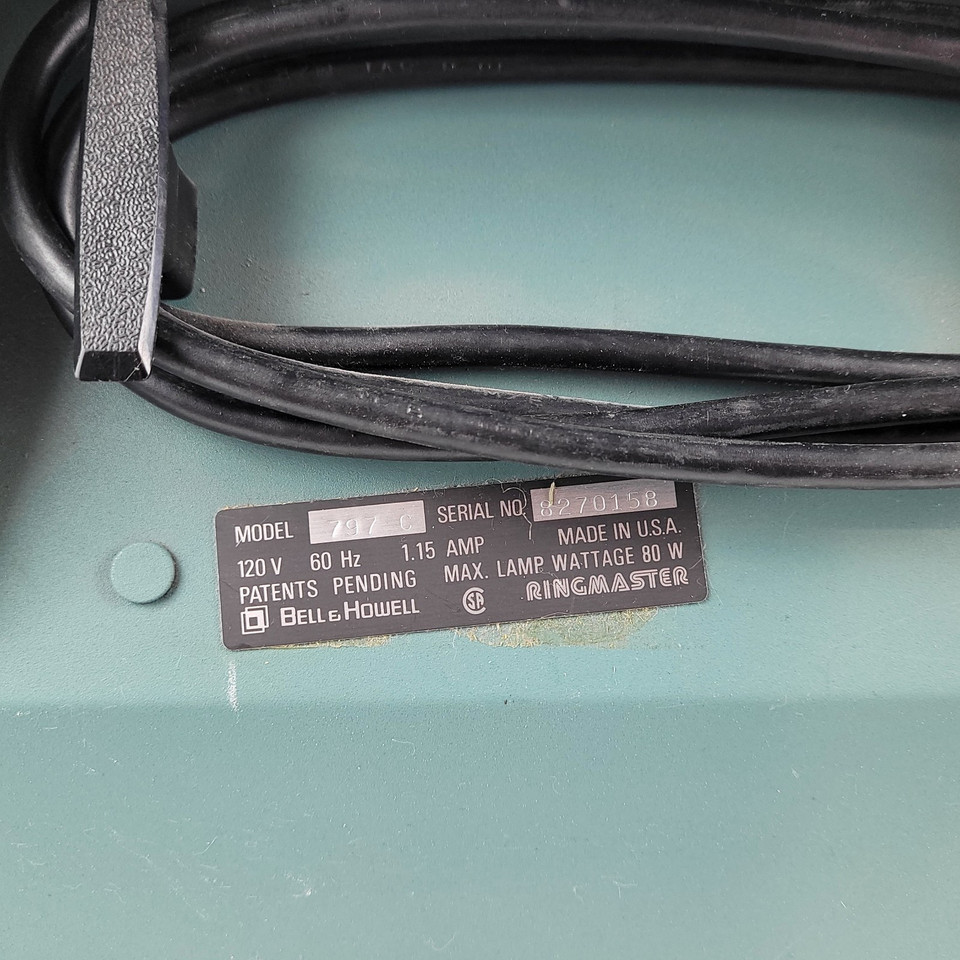 MODEL 797 C SERIAL NO. 8270158
120 V 60 Hz 1.15 AMP MADE IN U.S.A.
PATENTS PENDING MAX. LAMP WATTAGE 80 W
BELL & HOWELL SA RINGMASTER